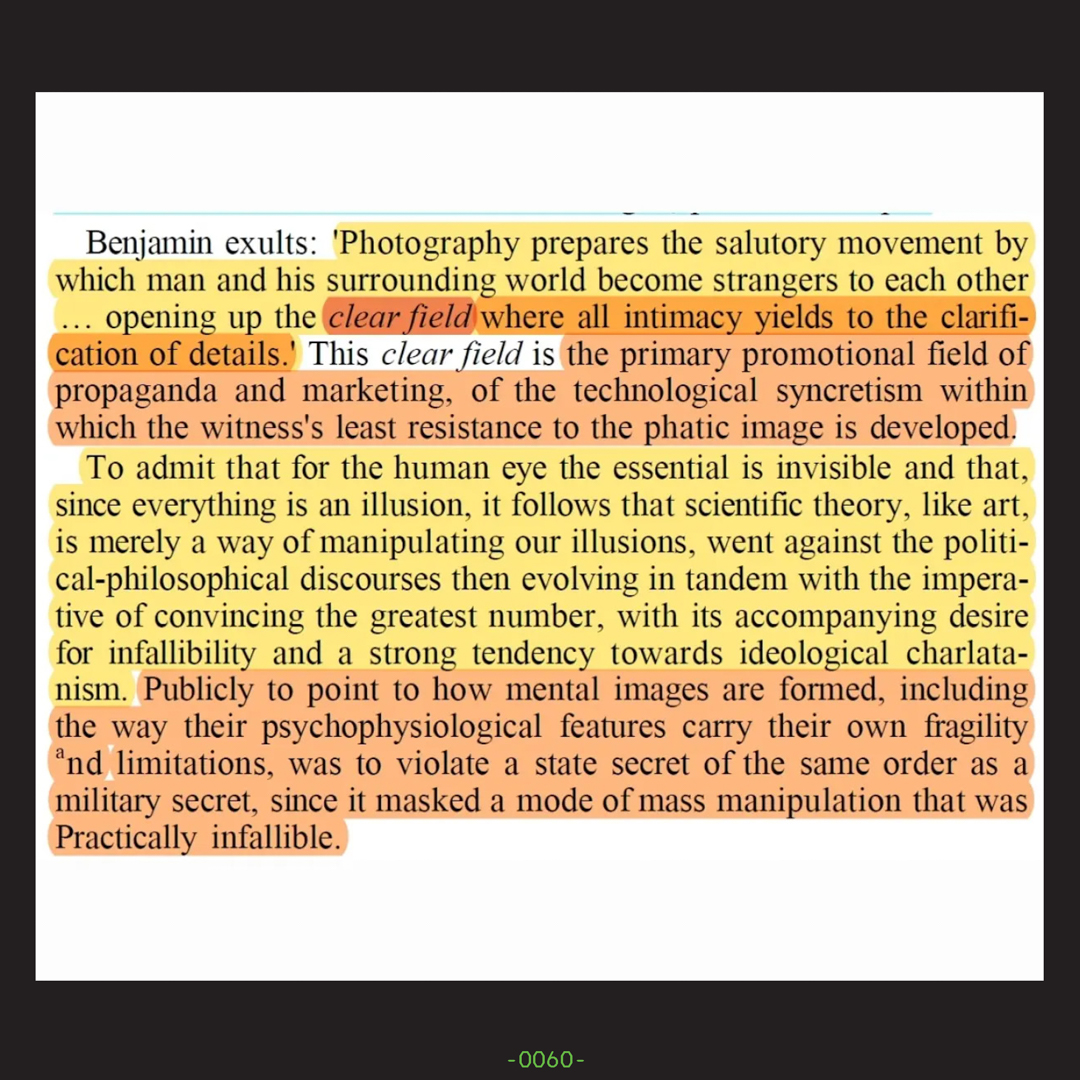 Benjamin exults: 'Photography prepares the salutory movement by
which man and his surrounding world become strangers to each other
... opening up the clear field where all intimacy yields to the clarifi-
cation of details.' This clear field is the primary promotional field of
propaganda and marketing, of the technological syncretism within
which the witness's least resistance to the phatic image is developed.
To admit that for the human eye the essential is invisible and that,
since everything is an illusion, it follows that scientific theory, like art,
is merely a way of manipulating our illusions, went against the politi-
cal-philosophical discourses then evolving in tandem with the impera-
tive of convincing the greatest number, with its accompanying desire
for infallibility and a strong tendency towards ideological charlata-
nism. Publicly to point to how mental images are formed, including
the way their psychophysiological features carry their own fragility
and limitations, was to violate a state secret of the same order as a
military secret, since it masked a mode of mass manipulation that was
Practically infallible.
-0060-